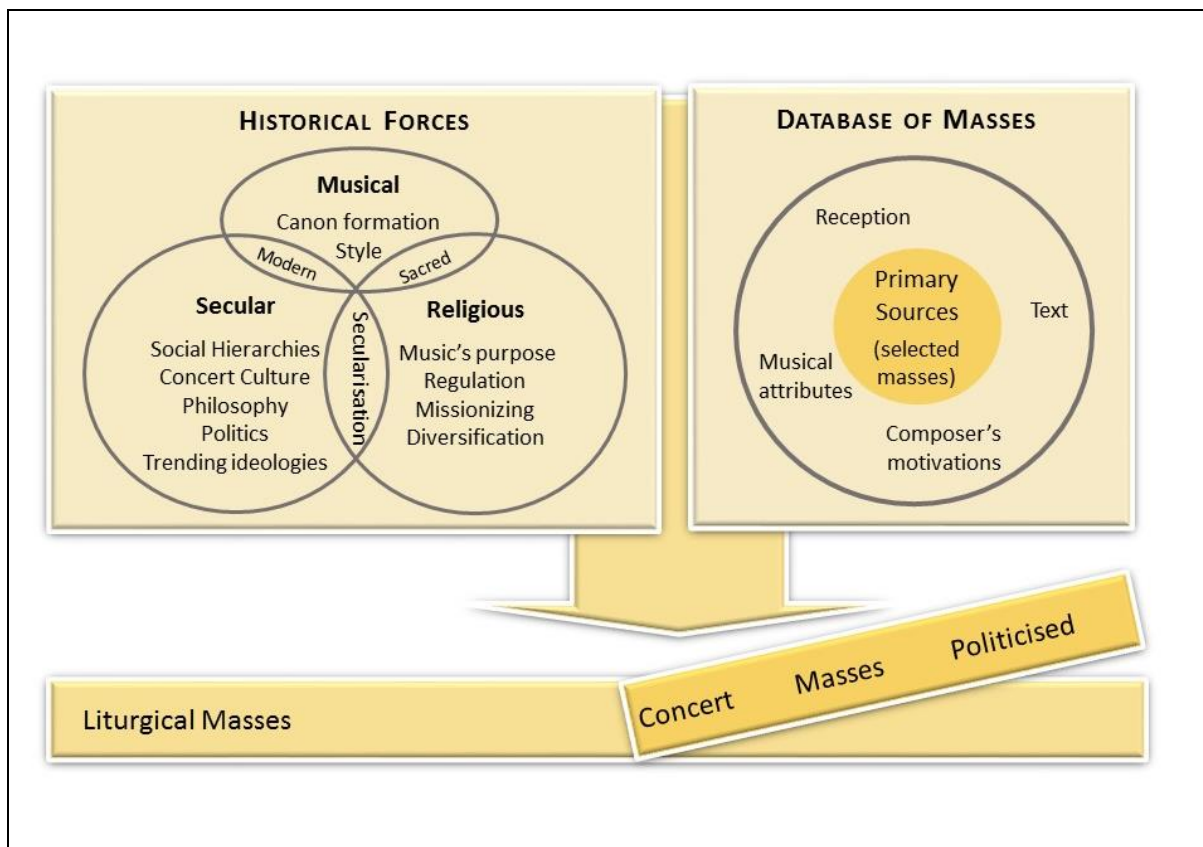 HISTORICAL FORCES
Musical
Canon formation
Style
Modern
Sacred
Secular
Social Hierarchies
Concert Culture
Philosophy
Politics
Trending ideologies
Secularisation
Religious
Music's purpose
Regulation
Missionizing
Diversification
DATABASE OF MASSES
Reception
Primary
Sources
(selected
masses)
Text
Musical
attributes
Composer's
motivations
Liturgical Masses
Concert Masses Politicised